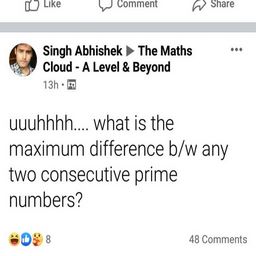 Like Comment Share
Singh Abhishek ▶ The Maths
Cloud - A Level & Beyond
13h •
uuuhhhh.... what is the
maximum difference b/w any
two consecutive prime
numbers?
8 48 Comments